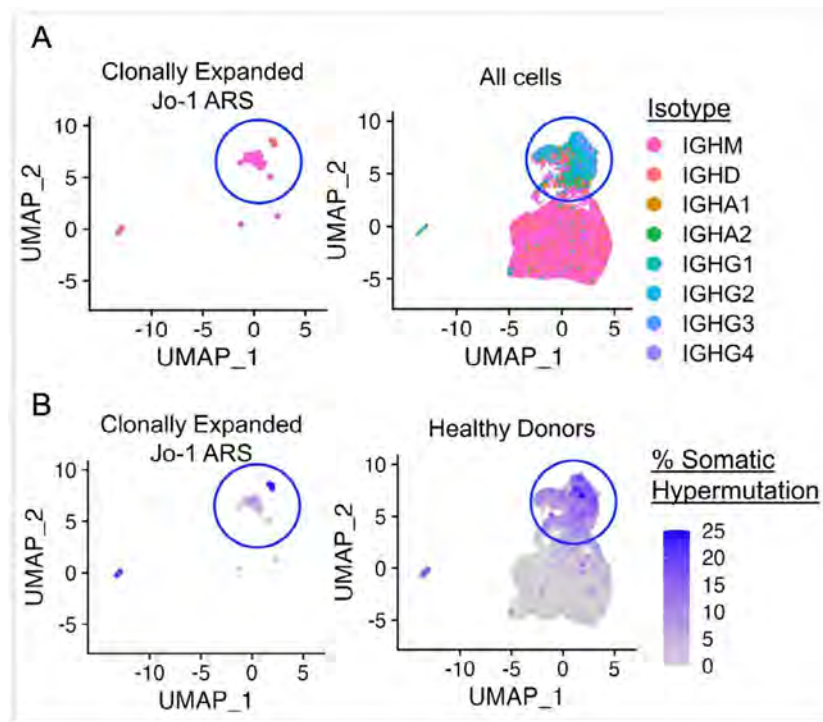 A
Clonally Expanded
Jo-1 ARS
All cells
Isotype
IGHM
IGHD
IGHA1
IGHA2
IGHG1
IGHG2
IGHG3
IGHG4
UMAP_2
10
5
0
-5
-10
-5
0
5
UMAP_1
UMAP_2
10
5
0
-5
-10
-5
0
5
UMAP_1
B
Clonally Expanded
Jo-1 ARS
Healthy Donors
% Somatic
Hypermutation
25
20
15
10
5
0
UMAP_2
10
5
0
-5
-10
-5
0
5
UMAP_1
UMAP_2
10
5
0
-5
-10
-5
0
5
UMAP_1